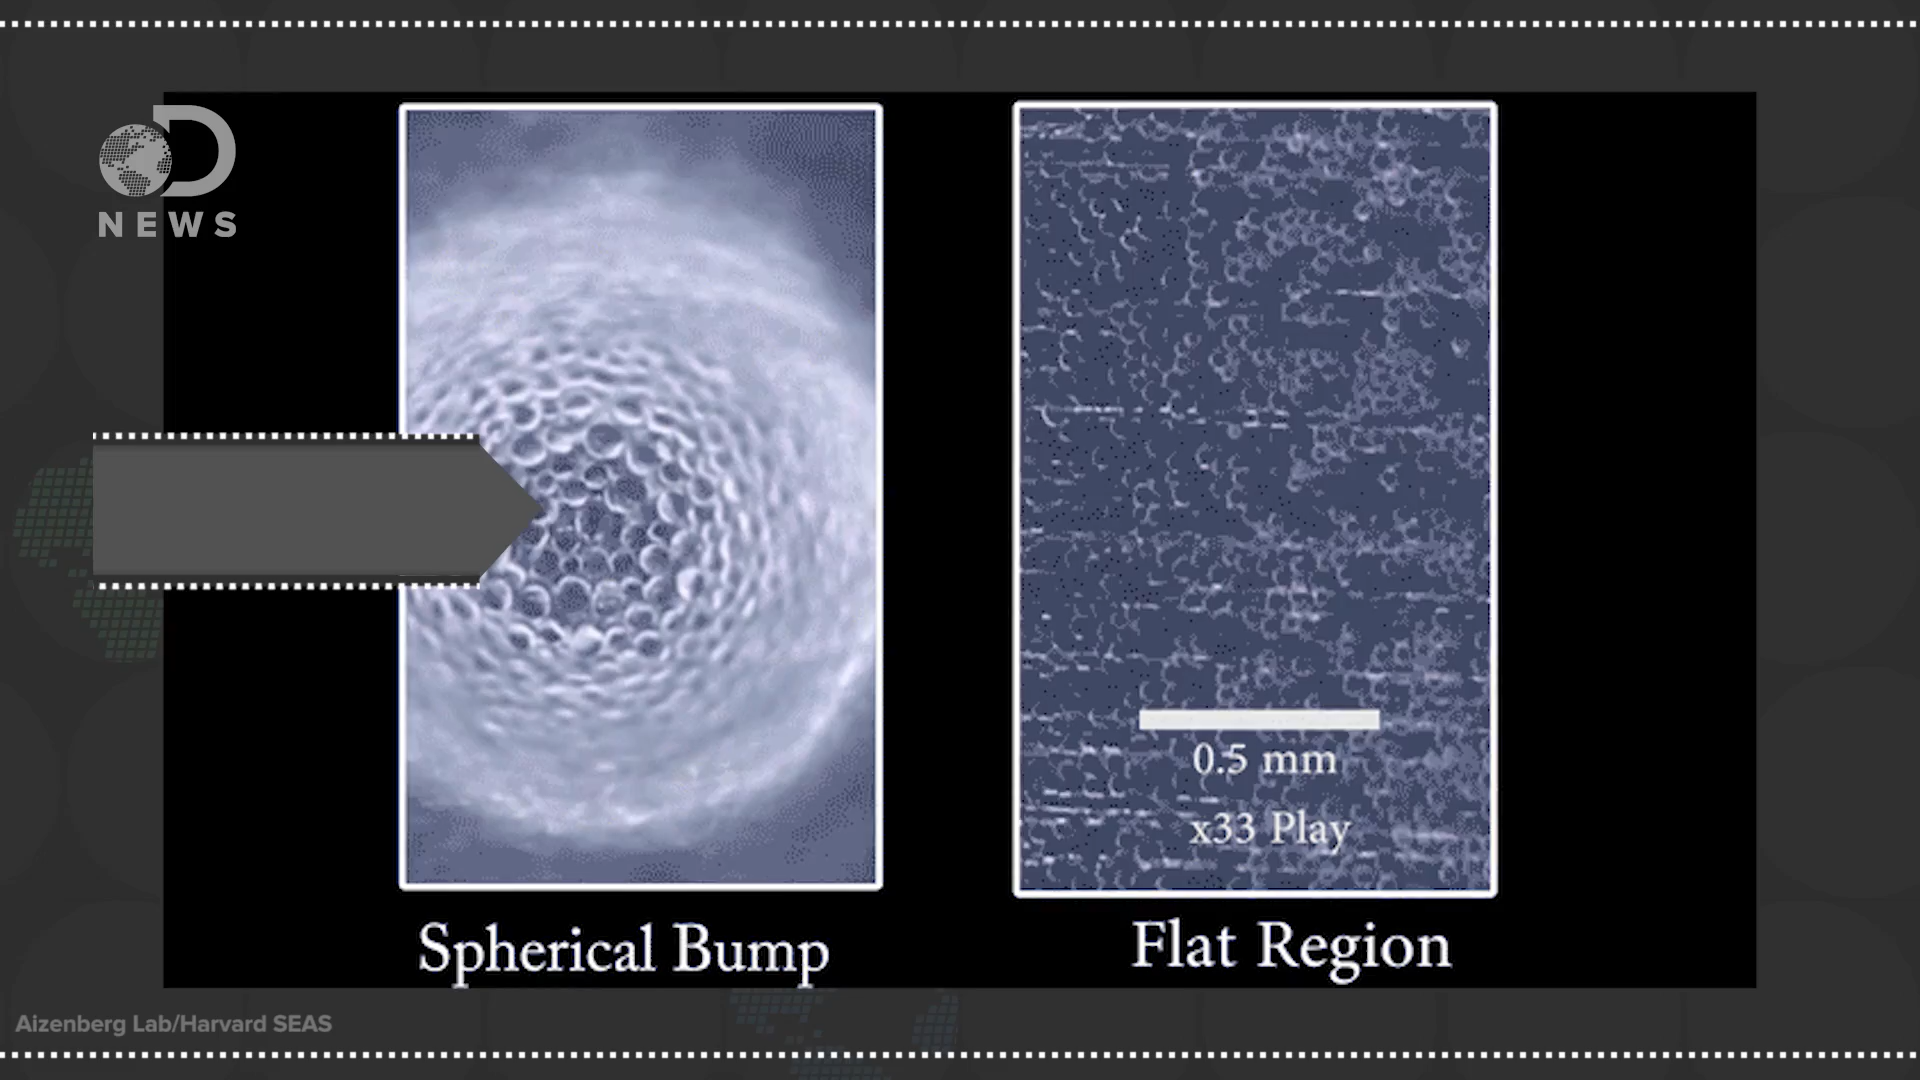 NEWS
0.5 mm
x33 Play
Spherical Bump
Flat Region
Aizenberg Lab/Harvard SEAS